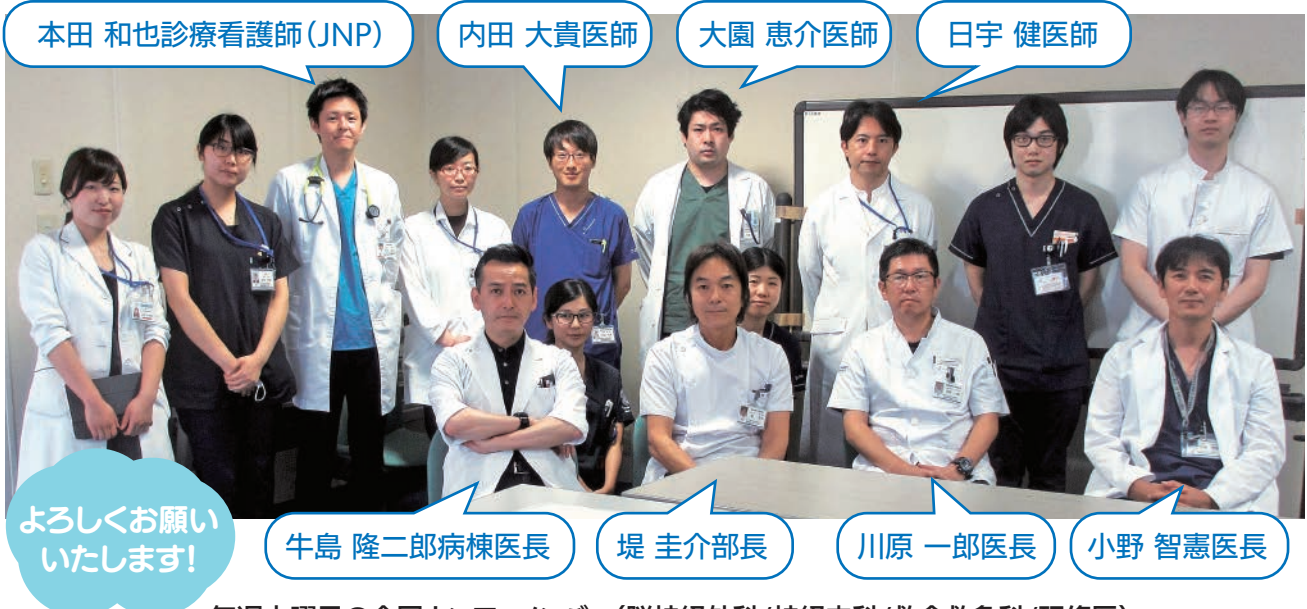 本田 和也診療看護師(JNP)
内田 大貴医師
大園 恵介医師
日宇 健医師
よろしくお願い
いたします!
牛島 隆二郎病棟医長
堤 圭介部長
川原 一郎医長
小野 智憲医長